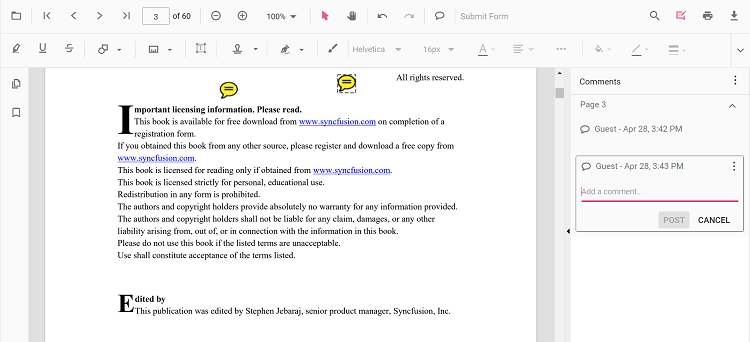 3 of 60 100% Submit Form
Helvetica 16px A
Comments
Page 3
Guest - Apr 28, 3:42 PM
Guest - Apr 28, 3:43 PM
Add a comment..
POST CANCEL
All rights reserved.
Important licensing information. Please read.
This book is available for free download from www.syncfusion.com on completion of a
registration form.
If you obtained this book from any other source, please register and download a free copy from
www.syncfusion.com.
This book is licensed for reading only if obtained from www.syncfusion.com.
This book is licensed strictly for personal, educational use.
Redistribution in any form is prohibited.
The authors and copyright holders provide absolutely no warranty for any information provided.
The authors and copyright holders shall not be liable for any claim, damages, or any other
liability arising from, out of, or in connection with the information in this book.
Please do not use this book if the listed terms are unacceptable.
Use shall constitute acceptance of the terms listed.
Edited by
This publication was edited by Stephen Jebaraj, senior product manager, Syncfusion, Inc.